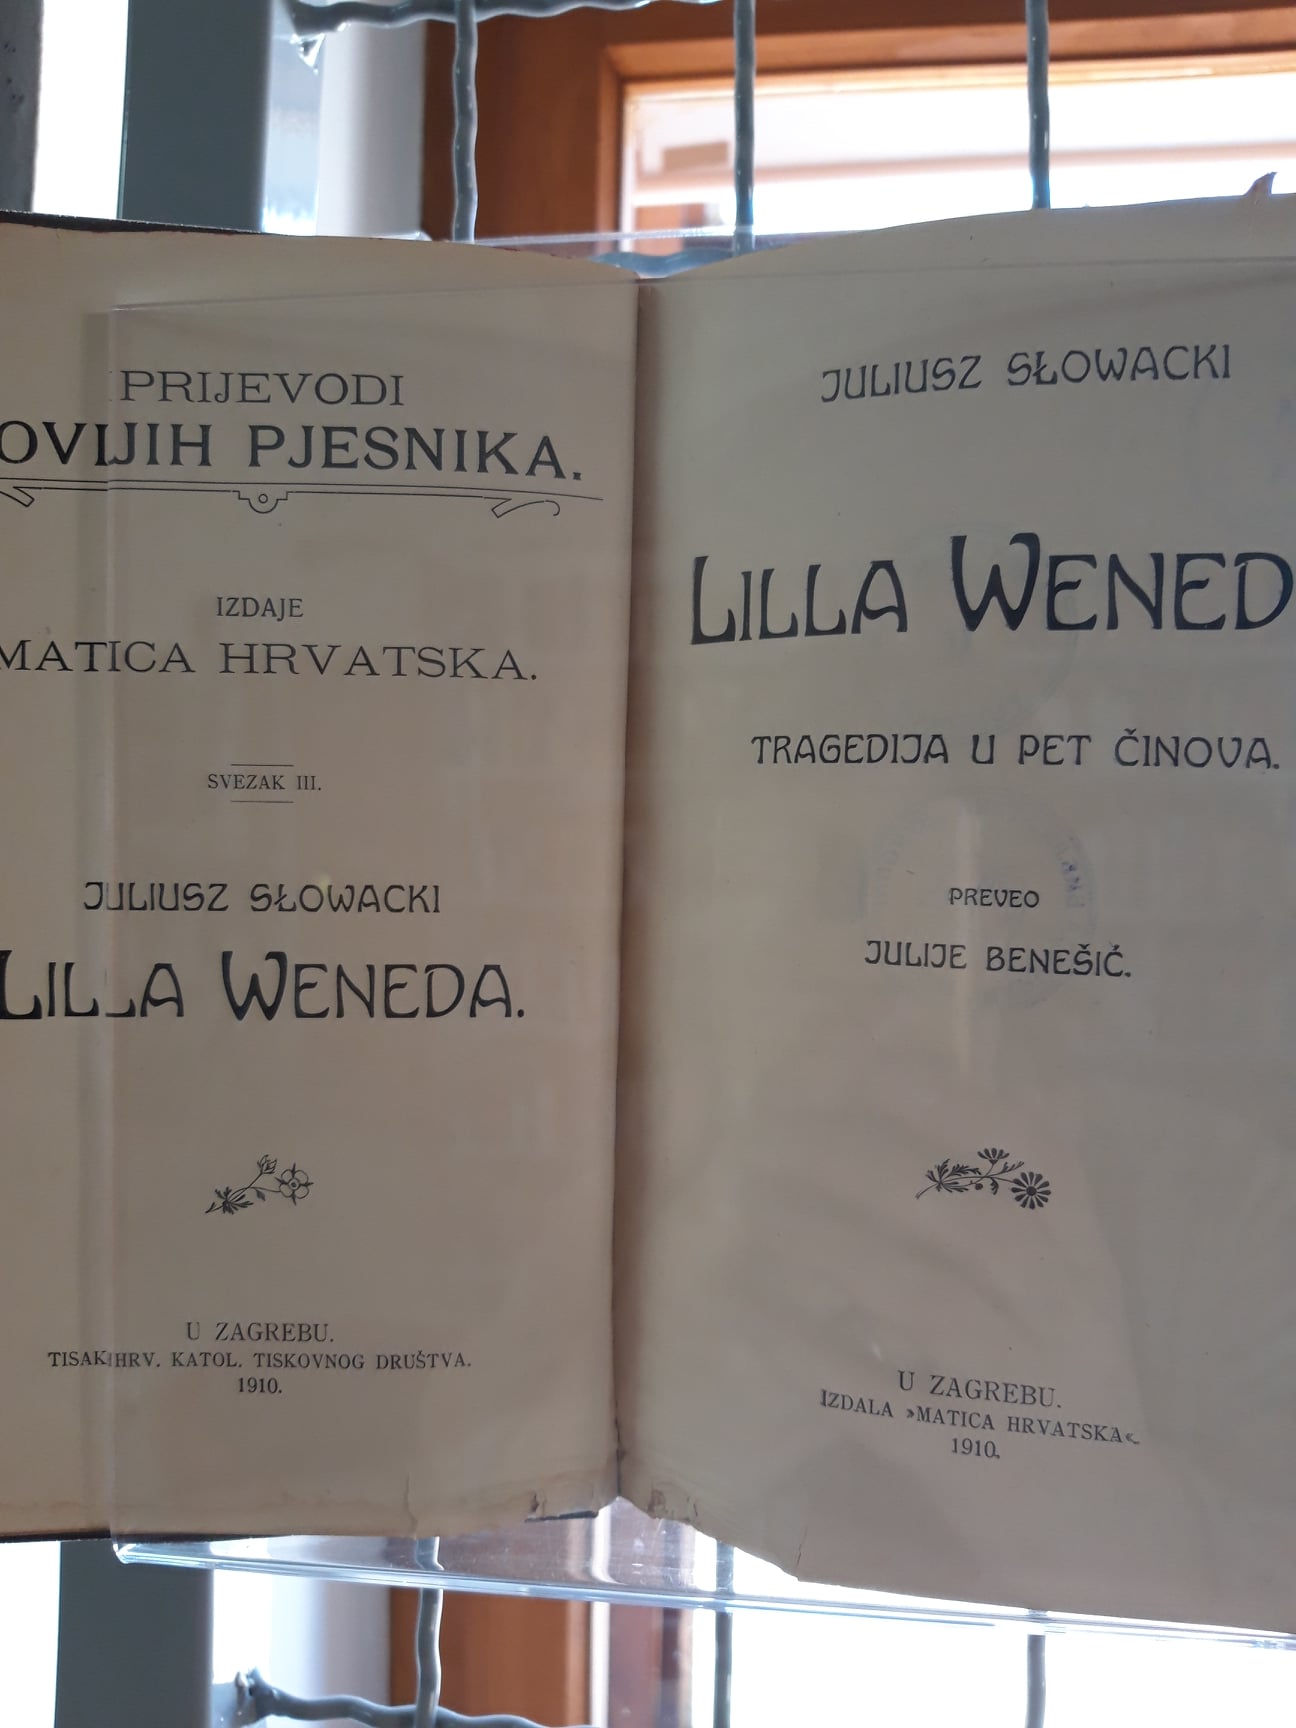 PRIJEVODI
OVIJIH PJESNIKA.
IZDAJE
MATICA HRVATSKA.
SVEZAK III.
JULIUSZ SŁOWACKI
LILLA WENEDA.
U ZAGREBU.
TISAK HRV. KATOL. TISKOVNOG DRUŠTVA.
1910.
JULIUSZ SŁOWACKI
LILLA WENED
TRAGEDIJA U PET ČINOVA.
PREVEO
JULIJE BENEŠIĆ.
U ZAGREBU.
IZDALA »MATICA HRVATSKA«
1910.